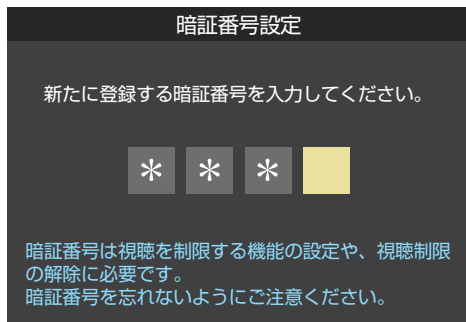 暗証番号設定
新たに登録する暗証番号を入力してください。
＊ ＊ ＊
暗証番号は視聴を制限する機能の設定や、視聴制限
の解除に必要です。
暗証番号を忘れないようにご注意ください。